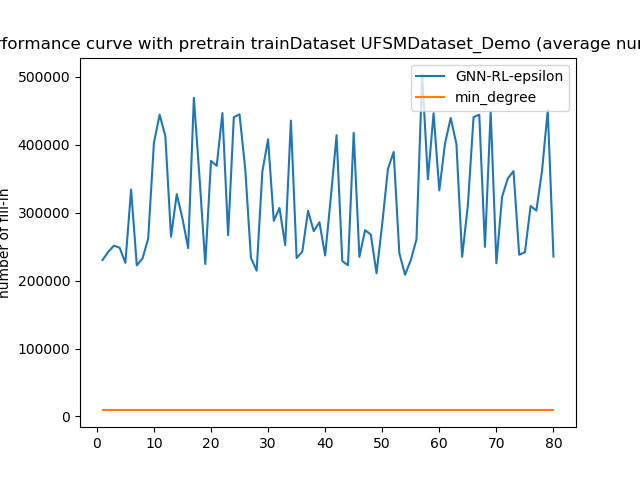 rformance curve with pretrain trainDataset UFSMDataset_Demo (average num
GNN-RL-epsilon
min_degree
number of fill-in
500000
400000
300000
200000
100000
0
0 10 20 30 40 50 60 70 80